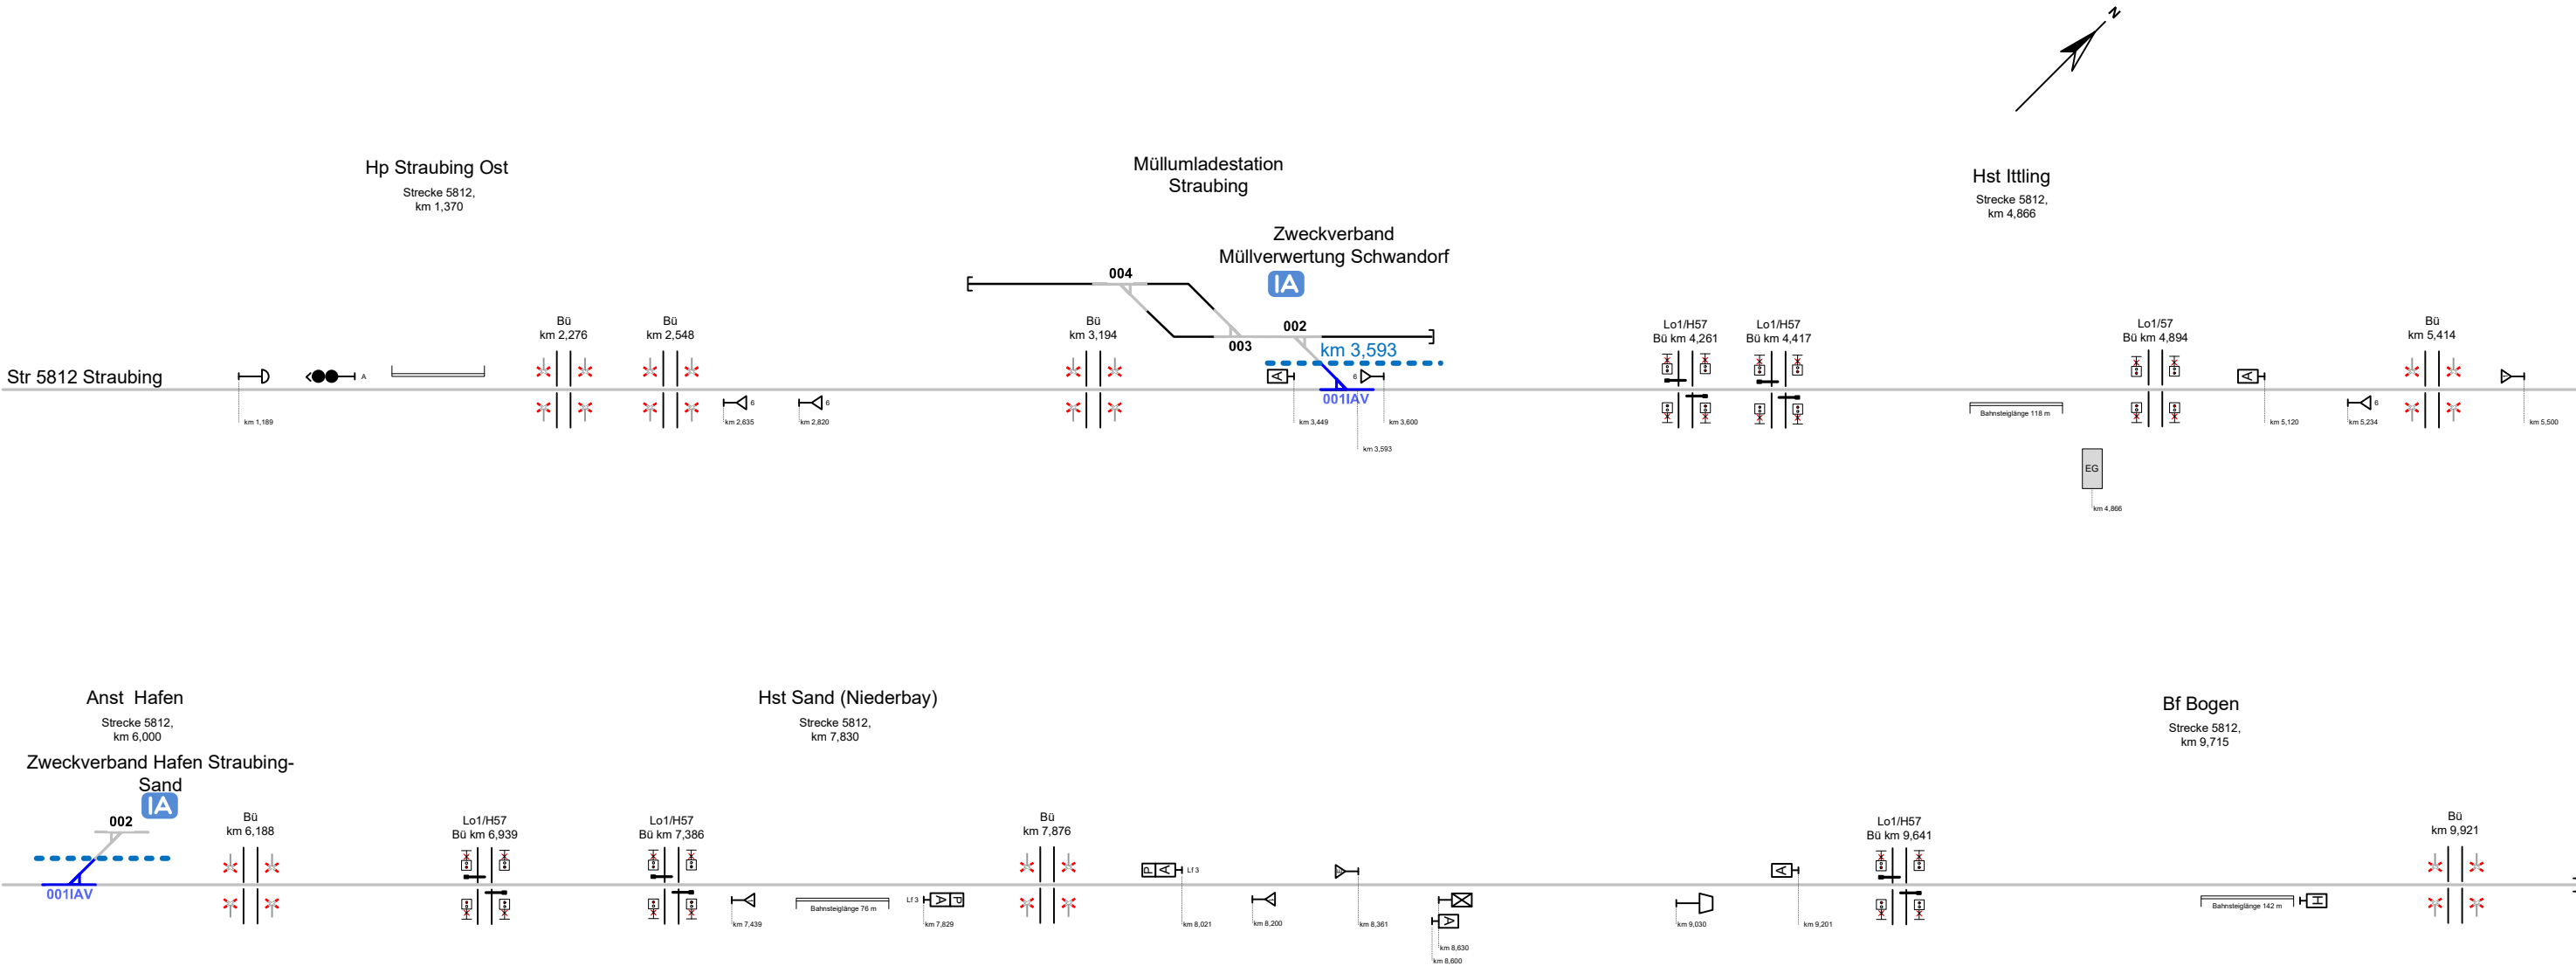 N
Hp Straubing Ost
Strecke 5812,
km 1,370
Müllumladestation
Straubing
Hst Ittling
Strecke 5812,
km 4,866
Zweckverband
Müllverwertung Schwandorf
IA
004
002
003
km 3,593
Bü
km 2,276
Bü
km 2,548
Bü
km 3,194
Lo1/H57
Bü km 4,261
Lo1/H57
Bü km 4,417
Lo1/57
Bü km 4,894
Bü
km 5,414
Str 5812 Straubing
A
A
6
A
6
6
001IAV
6
km 1,189
km 2,635
km 2,820
km 3,449
km 3,600
km 3,593
Bahnsteiglänge 118 m
km 5,120
km 5,234
km 5,500
EG
km 4,866
Anst Hafen
Strecke 5812,
km 6,000
Zweckverband Hafen Straubing-
Sand
IA
002
001IAV
Hst Sand (Niederbay)
Strecke 5812,
km 7,830
Bf Bogen
Strecke 5812,
km 9,715
Bü
km 6,188
Lo1/H57
Bü km 6,939
Lo1/H57
Bü km 7,386
Bü
km 7,876
Lo1/H57
Bü km 9,641
Bü
km 9,921
P A Lf 3
A
Bahnsteiglänge 76 m
Lf 3 A P
A
Bahnsteiglänge 142 m
H
km 7,439
km 7,829
km 8,021
km 8,200
km 8,361
km 8,630
km 8,600
km 9,030
km 9,201